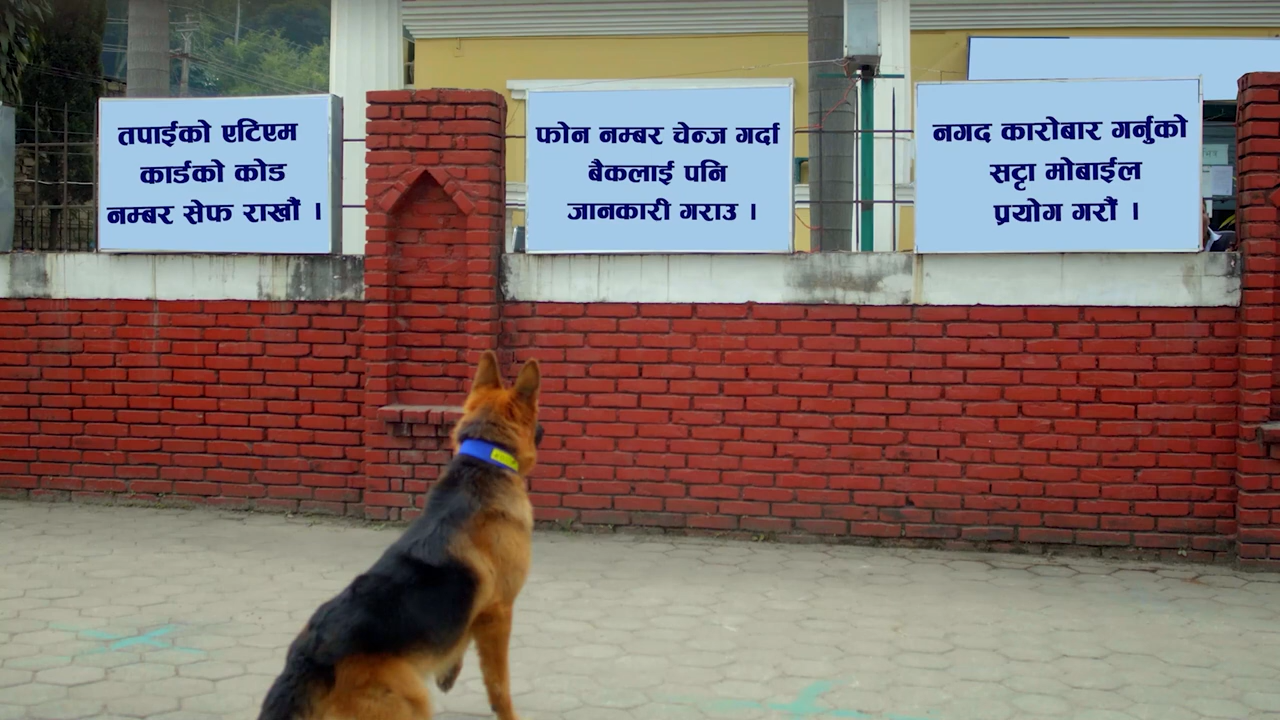 तपाईको एटिएम
कार्डको कोड
नम्बर सेफ राखौं ।
फोन नम्बर चेन्ज गर्दा
बैकलाई पनि
जानकारी गराउ ।
नगद कारोबार गर्नुको
सट्टा मोबाईल
प्रयोग गरौं ।